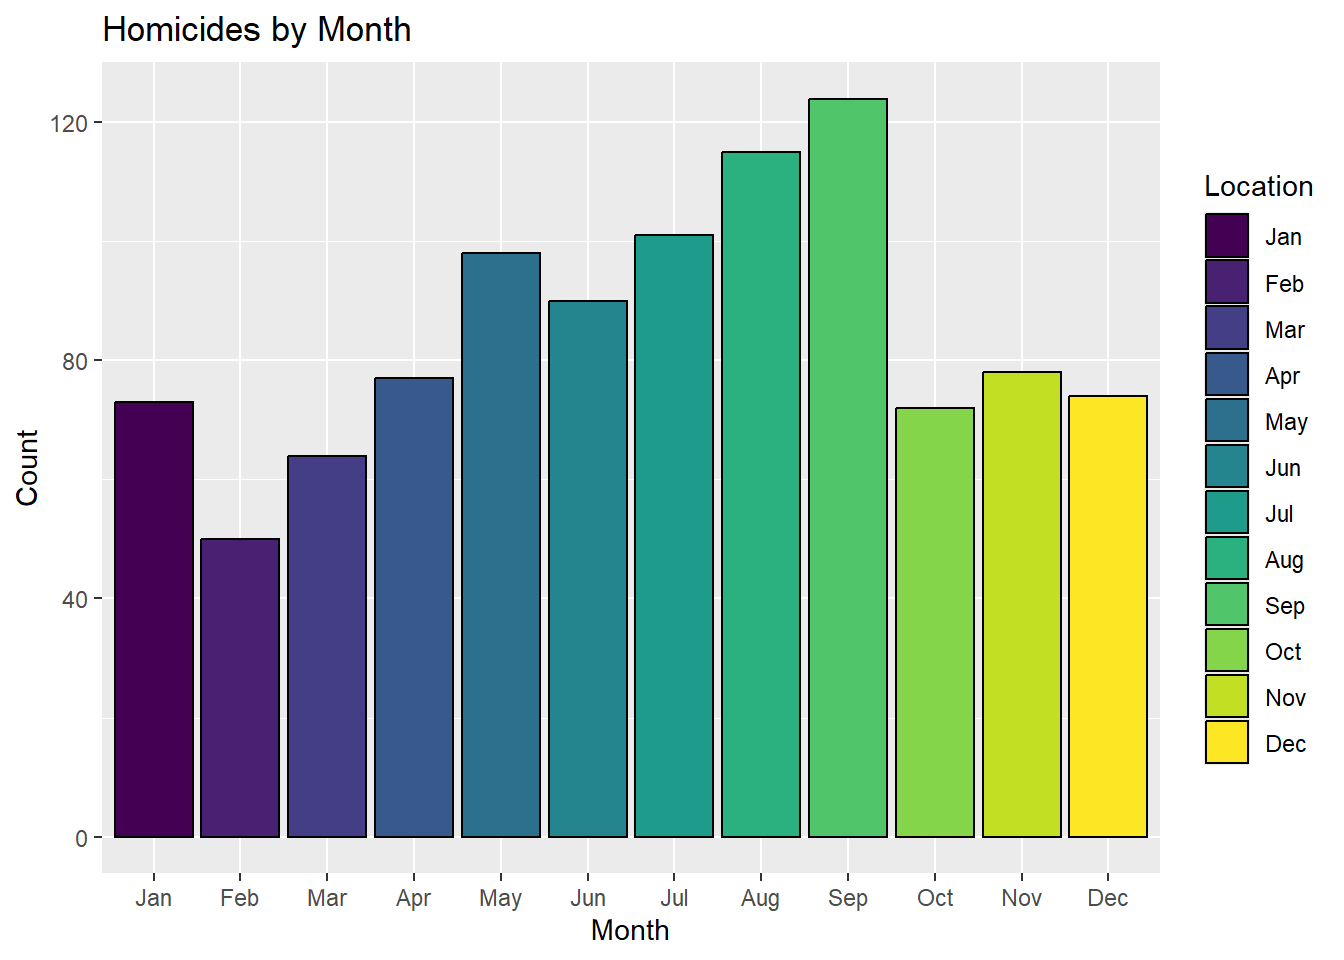 Homicides by Month
120
80
40
0
Count
Jan Feb Mar Apr May Jun Jul Aug Sep Oct Nov Dec
Month
Location
Jan
Feb
Mar
Apr
May
Jun
Jul
Aug
Sep
Oct
Nov
Dec